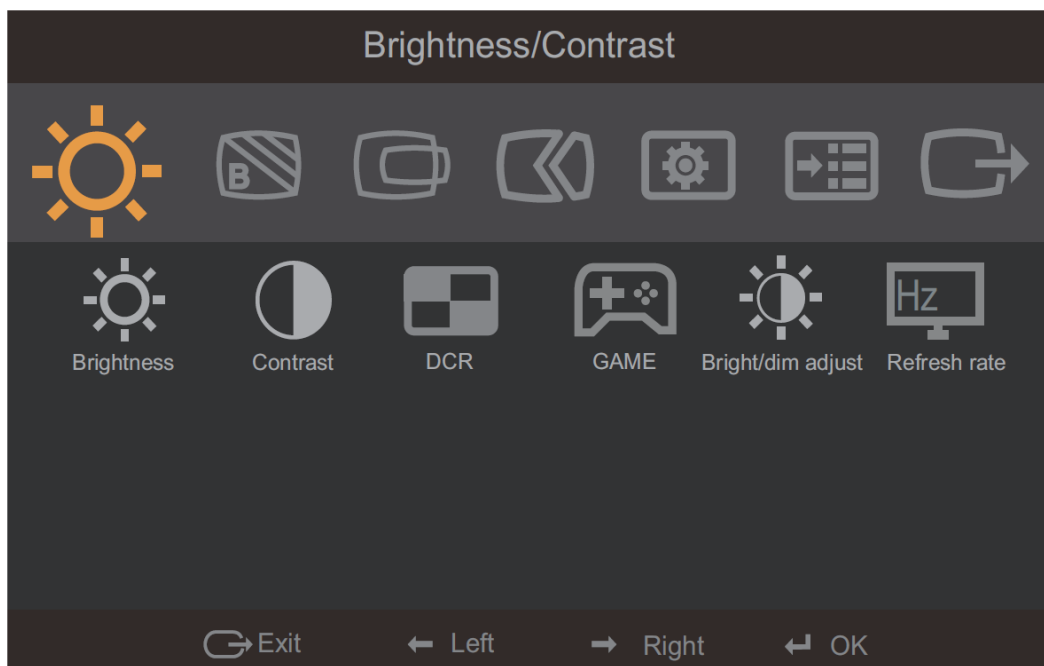 Brightness/Contrast
B
Brightness Contrast DCR GAME Bright/dim adjust Refresh rate
Hz
Exit Left Right OK